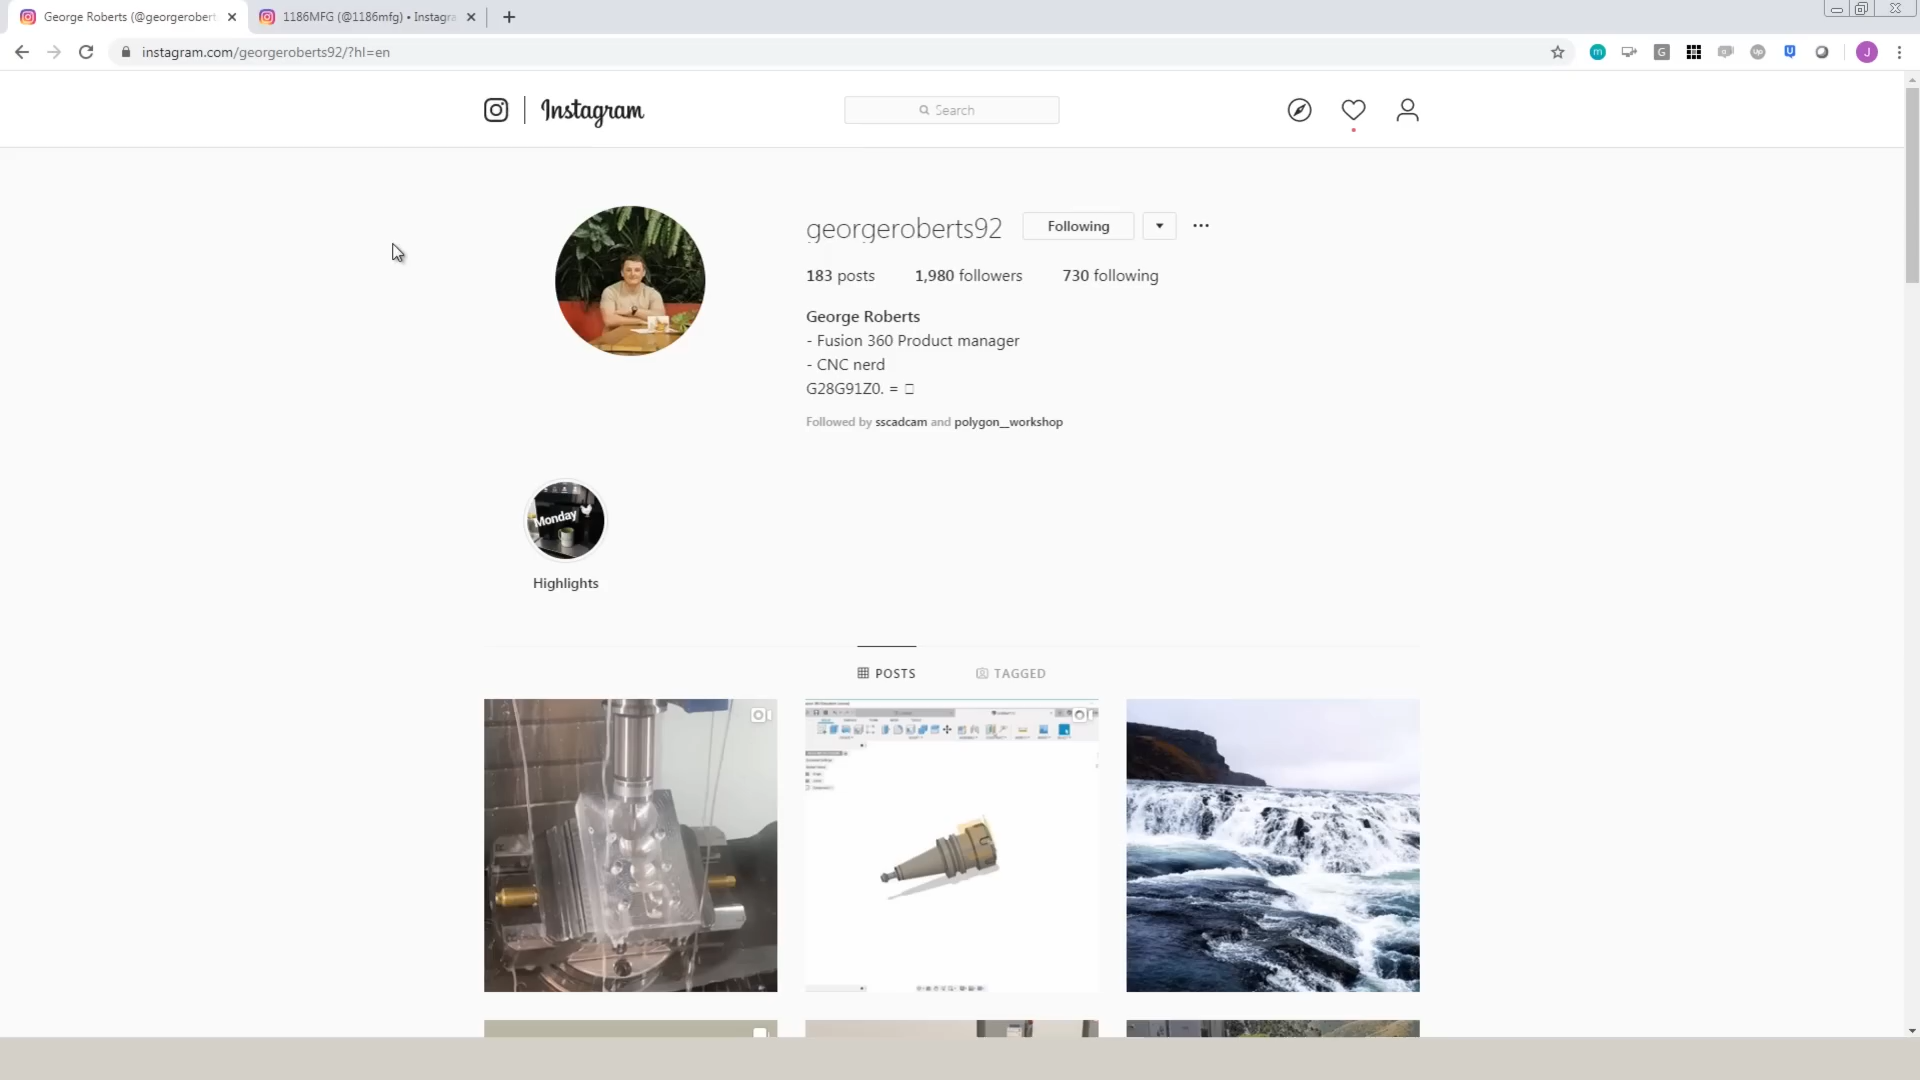 George Roberts (@georgerobert
1186MFG (@1186mfg) • Instagra
instagram.com/georgeroberts92/?hl=en
J
Instagram
Search
georgeroberts92
Following
183 posts 1,980 followers 730 following
George Roberts
- Fusion 360 Product manager
- CNC nerd
G28G91Z0. = □
Followed by sscadcam and polygon__workshop
Monday
Highlights
POSTS
TAGGED